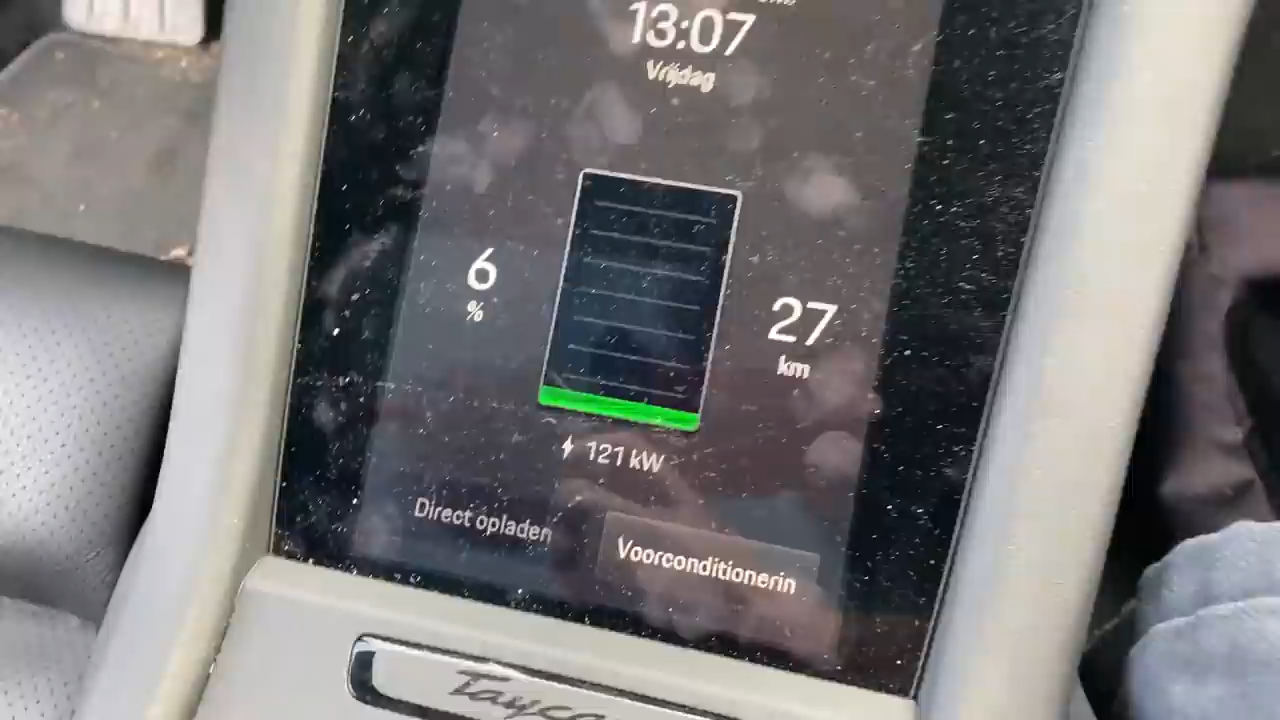 13:07
Vrijdag
6
%
27
km
121 kW
Direct opladen
Voorconditionerin